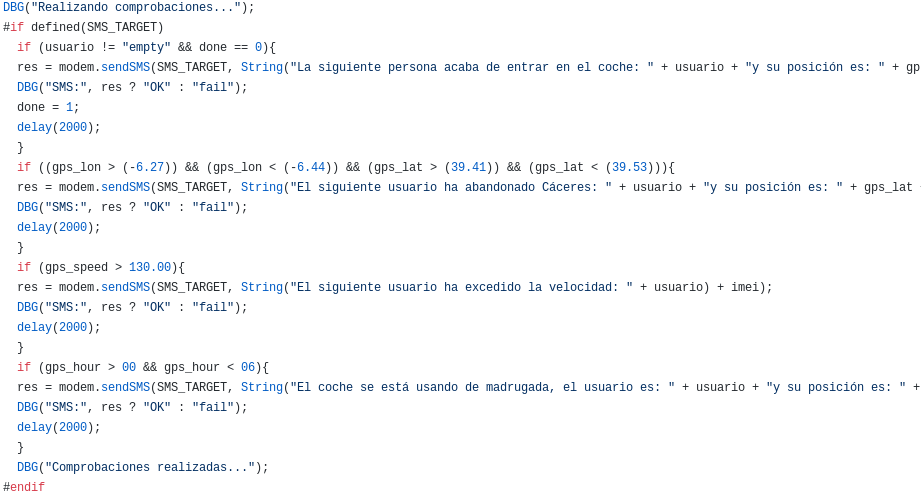 DBG("Realizando comprobaciones...");
#if defined(SMS_TARGET)
  if (usuario != "empty" && done == 0){
  res = modem.sendSMS(SMS_TARGET, String("La siguiente persona acaba de entrar en el coche: " + usuario + "y su posición es: " + gp
  DBG("SMS:", res ? "OK" : "fail");
  done = 1;
  delay(2000);
  }
  if ((gps_lon > (-6.27)) && (gps_lon < (-6.44)) && (gps_lat > (39.41)) && (gps_lat < (39.53))){
  res = modem.sendSMS(SMS_TARGET, String("El siguiente usuario ha abandonado Cáceres: " + usuario + "y su posición es: " + gps_lat
  DBG("SMS:", res ? "OK" : "fail");
  delay(2000);
  }
  if (gps_speed > 130.00){
  res = modem.sendSMS(SMS_TARGET, String("El siguiente usuario ha excedido la velocidad: " + usuario) + imei);
  DBG("SMS:", res ? "OK" : "fail");
  delay(2000);
  }
  if (gps_hour > 00 && gps_hour < 06){
  res = modem.sendSMS(SMS_TARGET, String("El coche se está usando de madrugada, el usuario es: " + usuario + "y su posición es: " +
  DBG("SMS:", res ? "OK" : "fail");
  delay(2000);
  }
  DBG("Comprobaciones realizadas...");
#endif